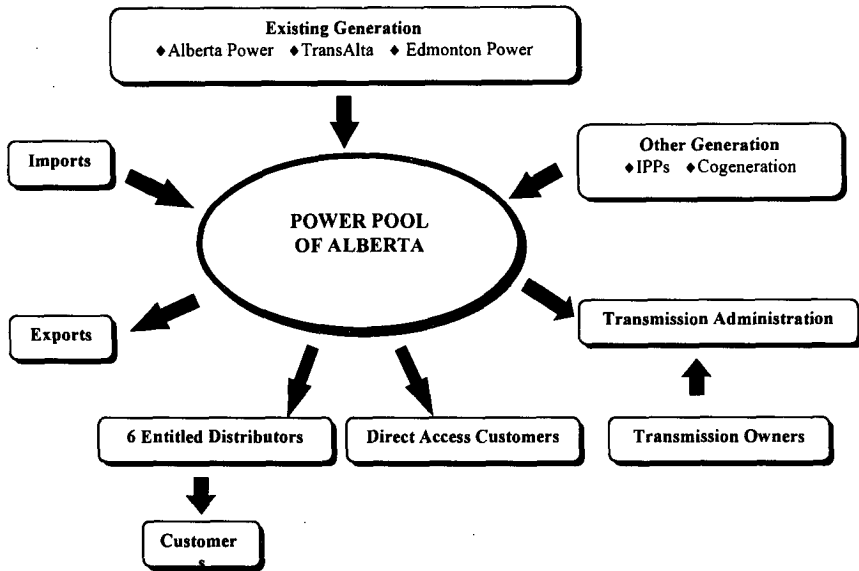 Existing Generation
♦Alberta Power ♦TransAlta ♦ Edmonton Power
Imports
Other Generation
♦IPPs ♦Cogeneration
POWER POOL
OF ALBERTA
Exports
Transmission Administration
6 Entitled Distributors
Direct Access Customers
Transmission Owners
Customer
s